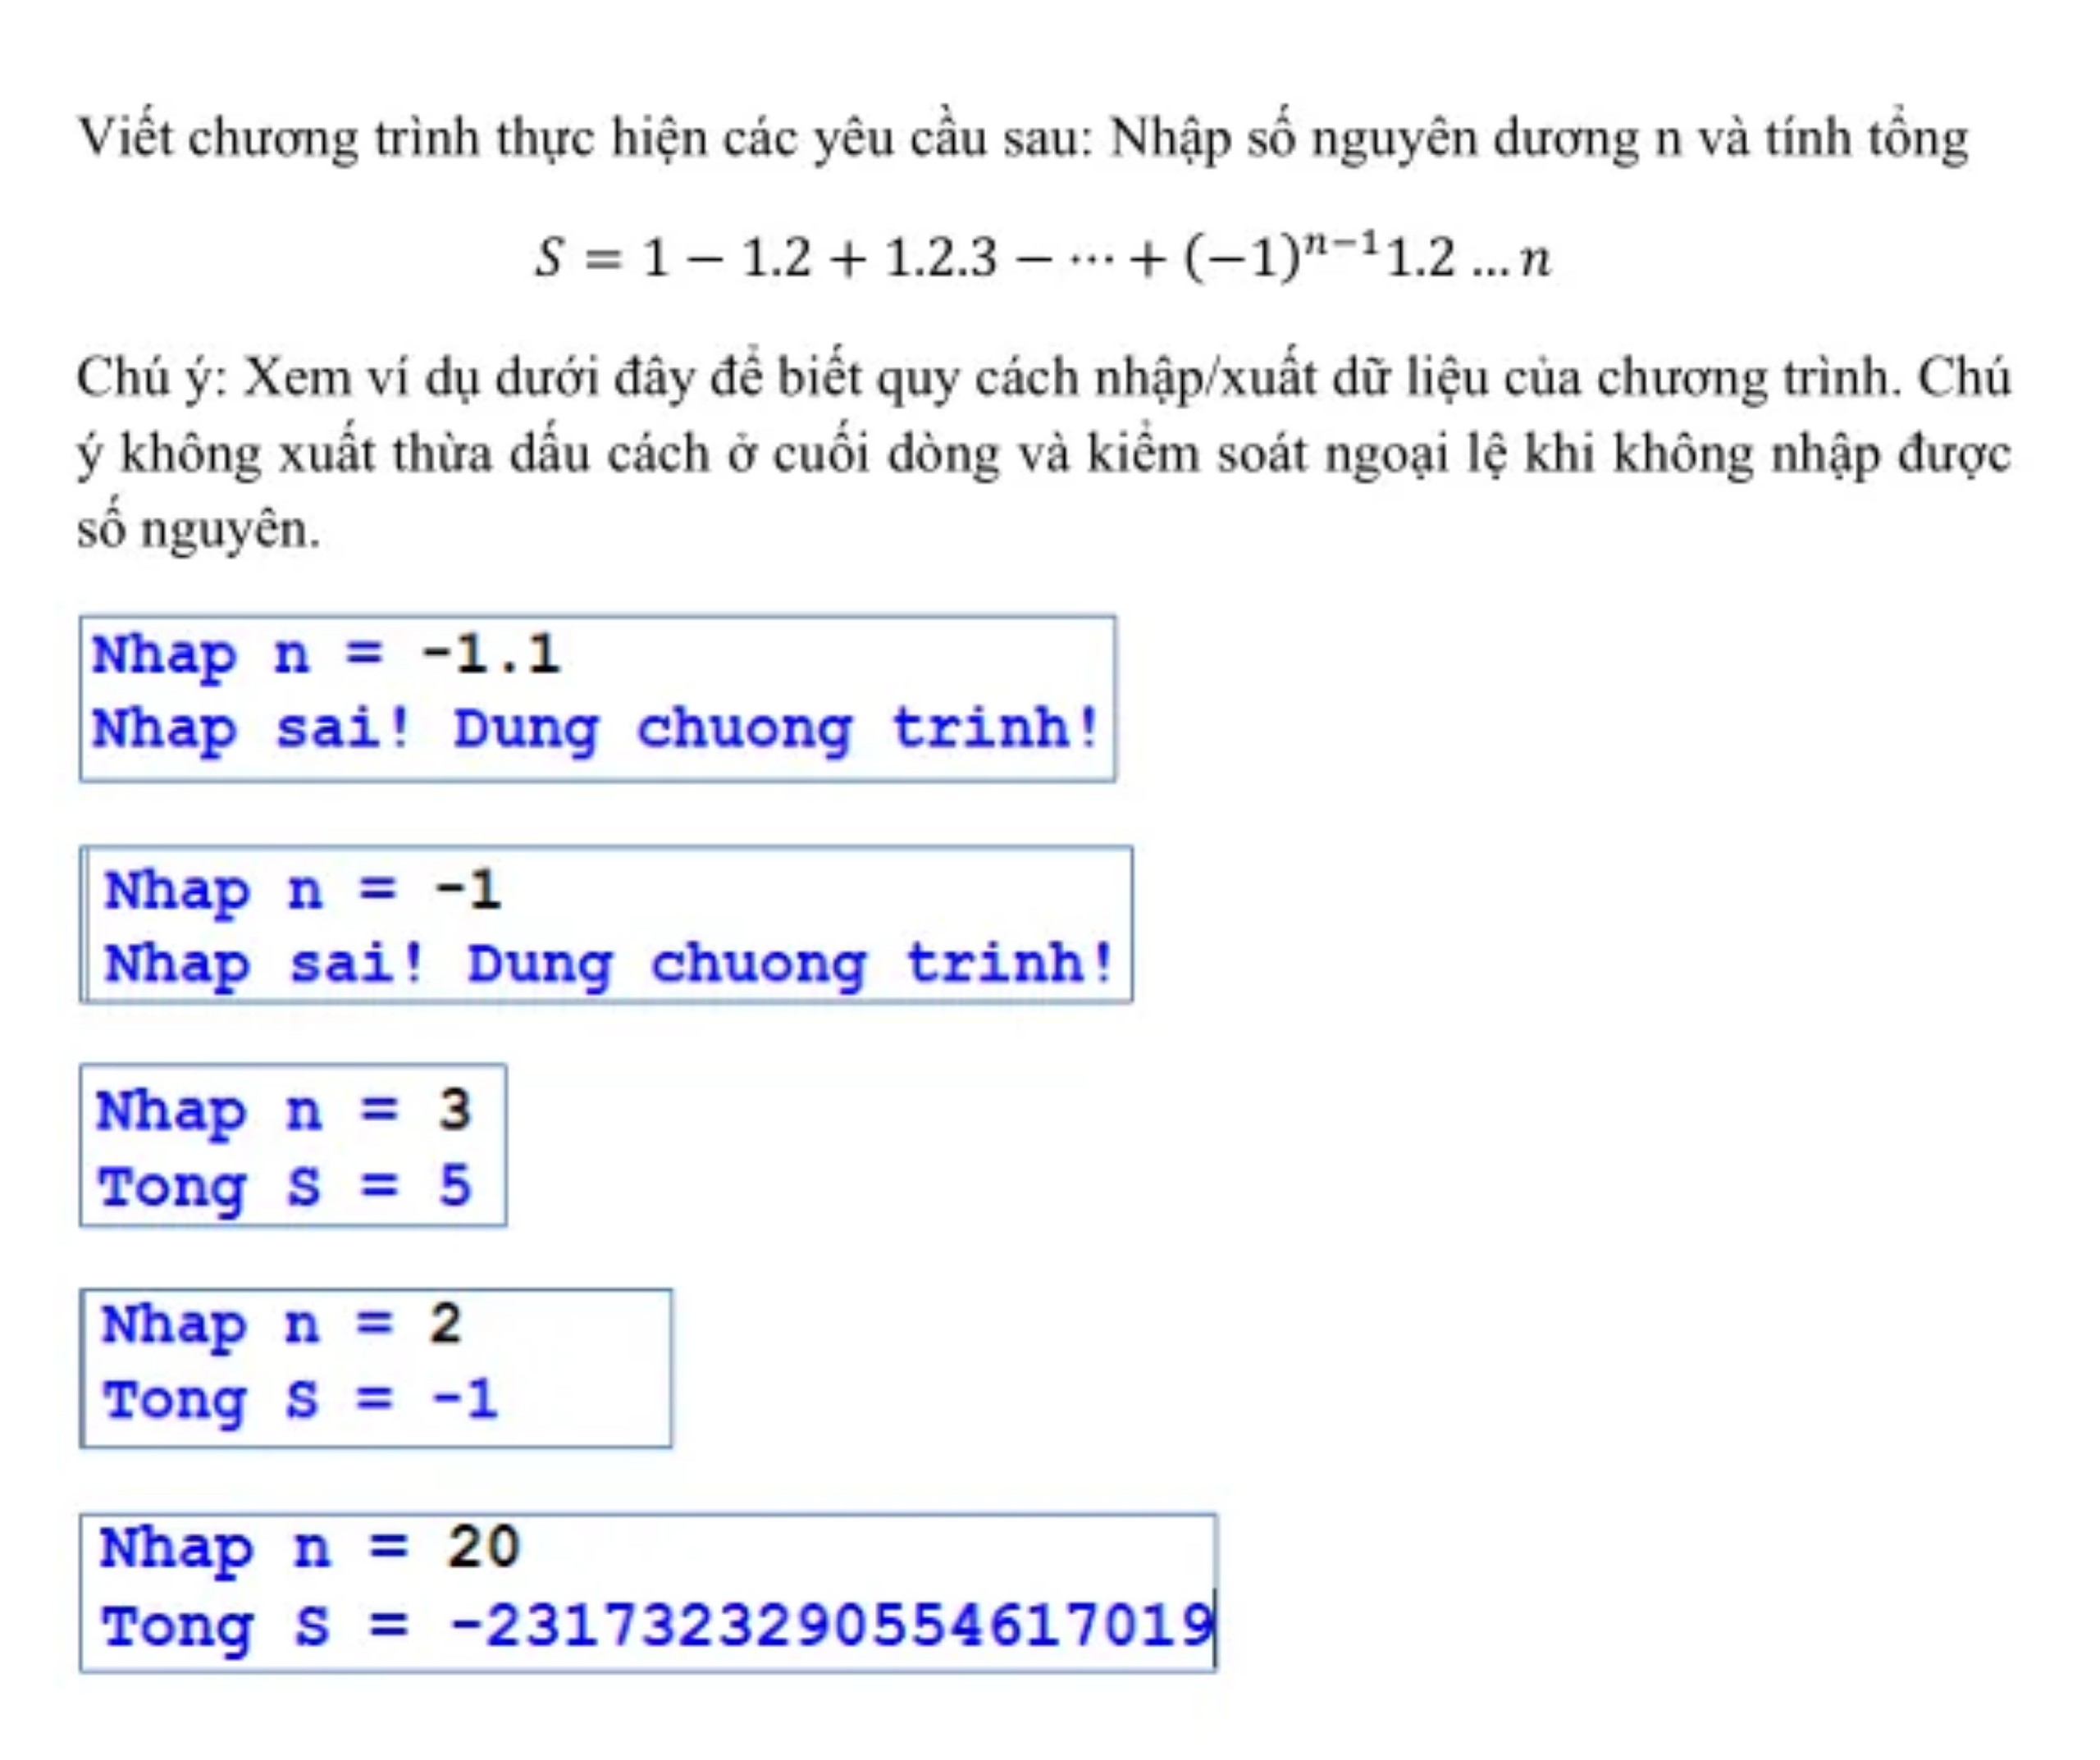 Viết chương trình thực hiện các yêu cầu sau: Nhập số nguyên dương n và tính tổng
S = 1 − 1.2 + 1.2.3 − ⋯ + (−1)ⁿ⁻¹1.2 … n
Chú ý: Xem ví dụ dưới đây để biết quy cách nhập/xuất dữ liệu của chương trình. Chú
ý không xuất thừa dấu cách ở cuối dòng và kiểm soát ngoại lệ khi không nhập được
số nguyên.
Nhap n = -1.1
Nhap sai! Dung chuong trinh!
Nhap n = -1
Nhap sai! Dung chuong trinh!
Nhap n = 3
Tong S = 5
Nhap n = 2
Tong S = -1
Nhap n = 20
Tong S = -2317323290554617019